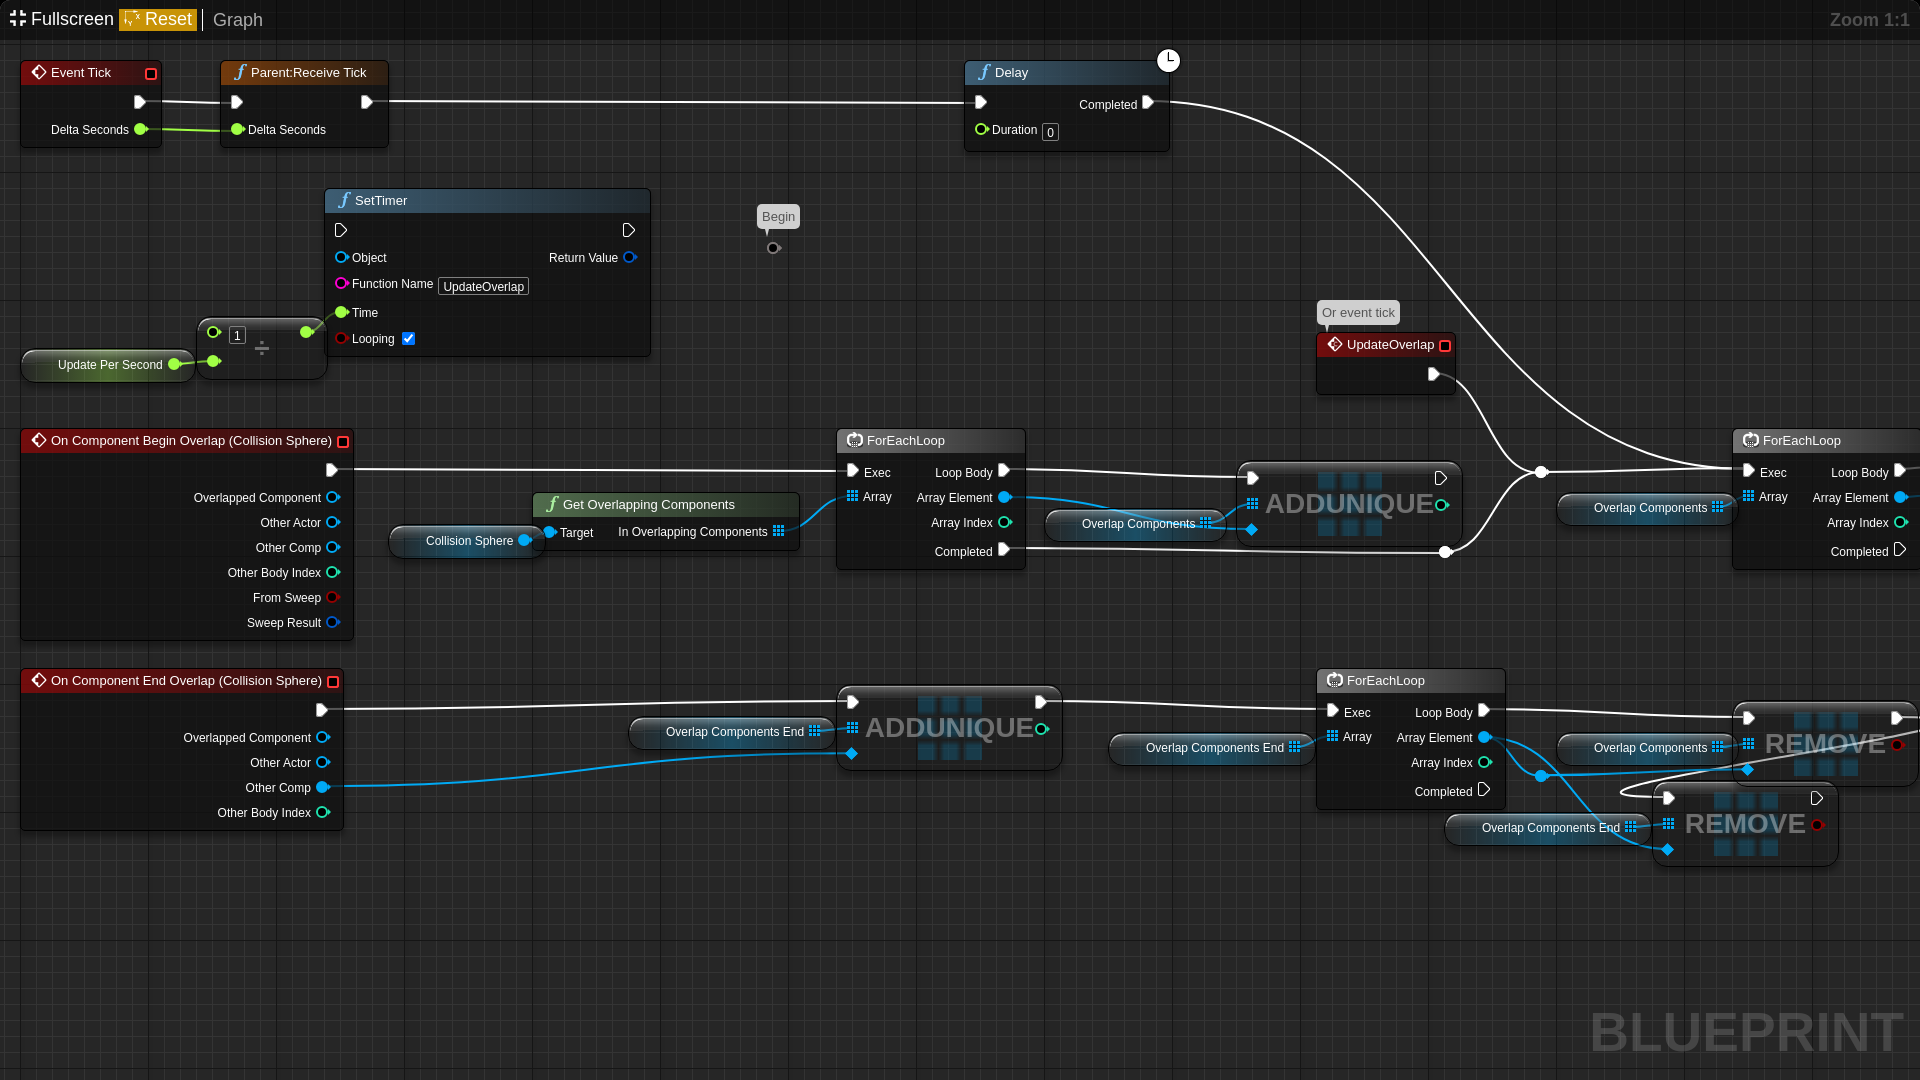 Fullscreen Reset Graph Zoom 1:1
Event Tick
Delta Seconds
Parent:Receive Tick
Delta Seconds
Delay
Completed
Duration 0
SetTimer
Object Return Value
Function Name UpdateOverlap
Time
Looping
Begin
1
÷
Update Per Second
Or event tick
UpdateOverlap
On Component Begin Overlap (Collision Sphere)
Overlapped Component
Other Actor
Other Comp
Other Body Index
From Sweep
Sweep Result
Collision Sphere
Get Overlapping Components
Target In Overlapping Components
ForEachLoop
Exec Loop Body
Array Array Element
Array Index
Completed
Overlap Components
ADDUNIQUE
Overlap Components
ForEachLoop
Exec Loop Body
Array Array Element
Array Index
Completed
On Component End Overlap (Collision Sphere)
Overlapped Component
Other Actor
Other Comp
Other Body Index
Overlap Components End
ADDUNIQUE
Overlap Components End
ForEachLoop
Exec Loop Body
Array Array Element
Array Index
Completed
Overlap Components
REMOVE
Overlap Components End
REMOVE
BLUEPRINT